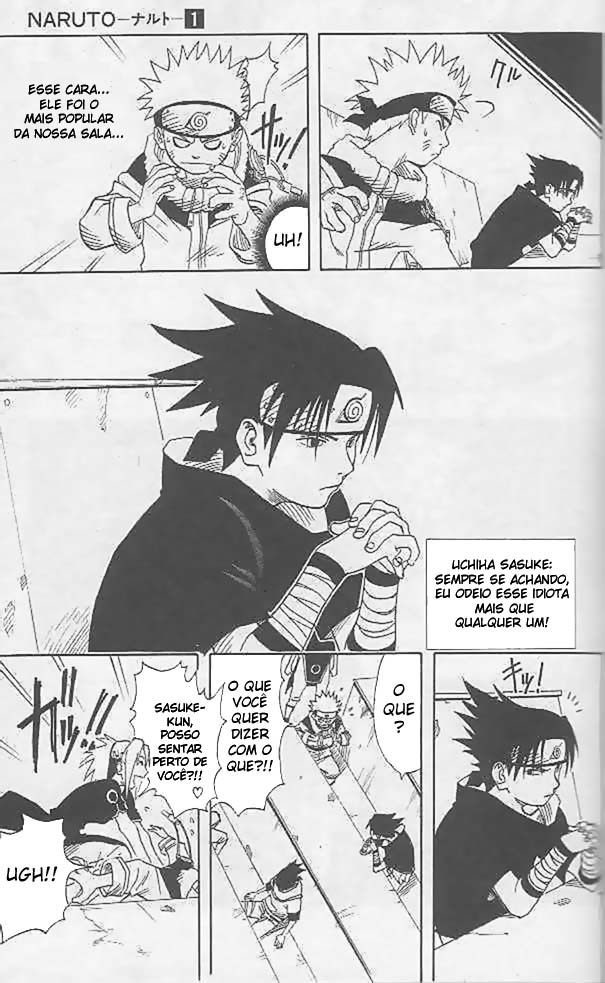 NARUTO—ナルト— 1
クル
ESSE CARA...
ELE FOI O
MAIS POPULAR
DA NOSSA SALA...
UH!
UCHIHA SASUKE:
SEMPRE SE ACHANDO,
EU ODEIO ESSE IDIOTA
MAIS QUE
QUALQUER UM!
キッ!
O
QUE
?
O QUE
VOCÊ
QUER
DIZER
COM O
QUE?!!
SASUKE-
KUN,
POSSO
SENTAR
PERTO DE
VOCÊ?!!
♡
ガッ!!
UGH!!